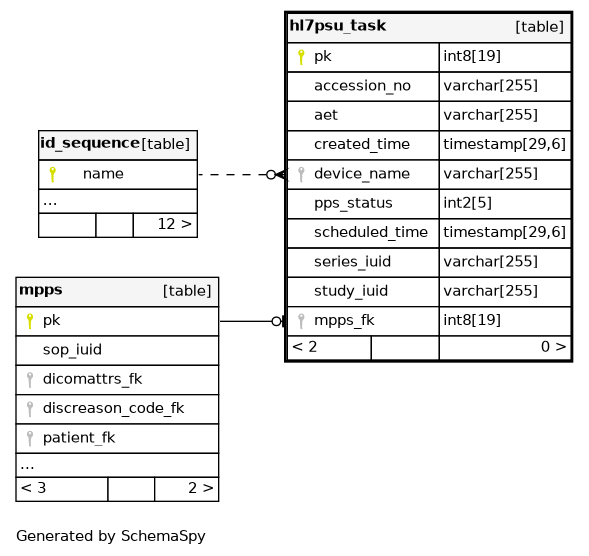 hl7psu_task [table]
pk int8[19]
accession_no varchar[255]
aet varchar[255]
created_time timestamp[29,6]
device_name varchar[255]
pps_status int2[5]
scheduled_time timestamp[29,6]
series_iuid varchar[255]
study_iuid varchar[255]
mpps_fk int8[19]
< 2 0 >
id_sequence [table]
name
...
12 >
mpps [table]
pk
sop_iuid
dicomattrs_fk
discreason_code_fk
patient_fk
...
< 3 2 >
Generated by SchemaSpy